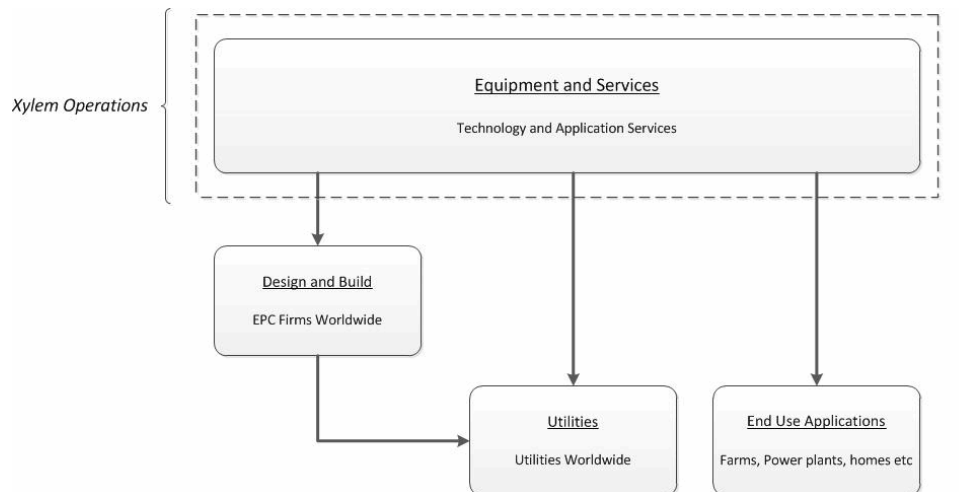 Equipment and Services
Xylem Operations
Technology and Application Services
Design and Build
EPC Firms Worldwide
Utilities
Utilities Worldwide
End Use Applications
Farms, Power plants, homes etc